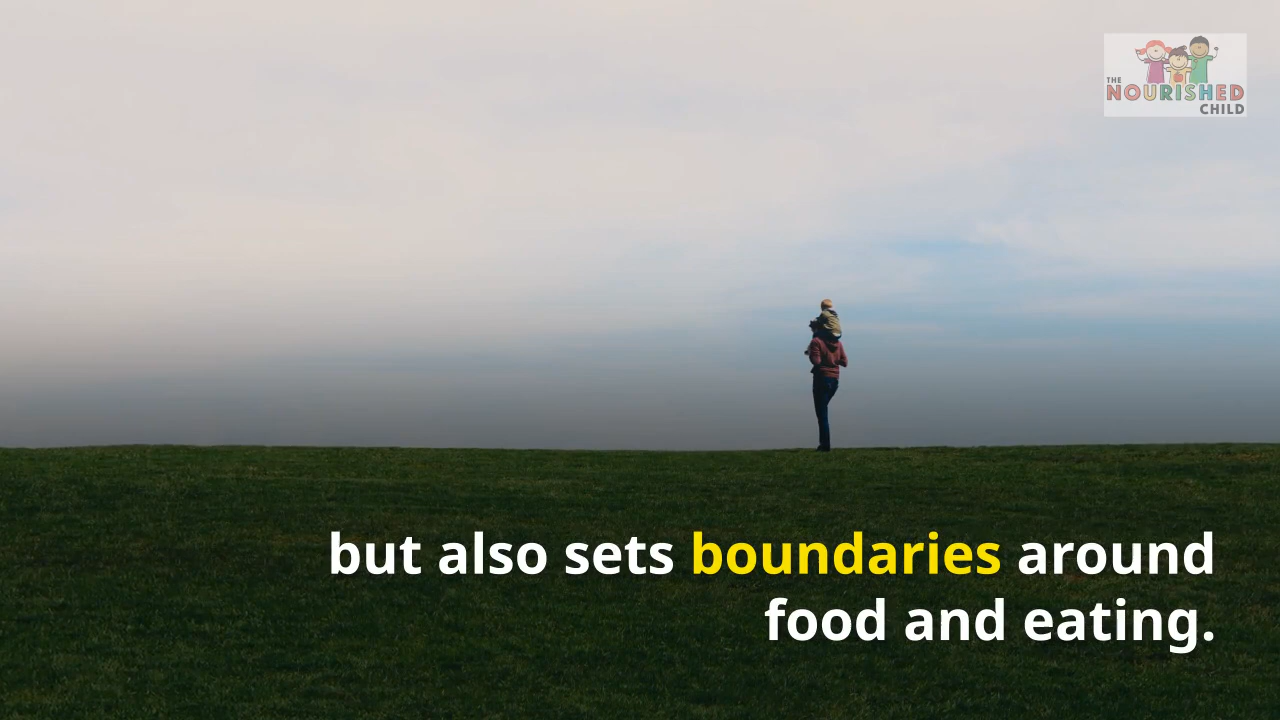 THE
NOURISHED
CHILD
but also sets boundaries around
food and eating.